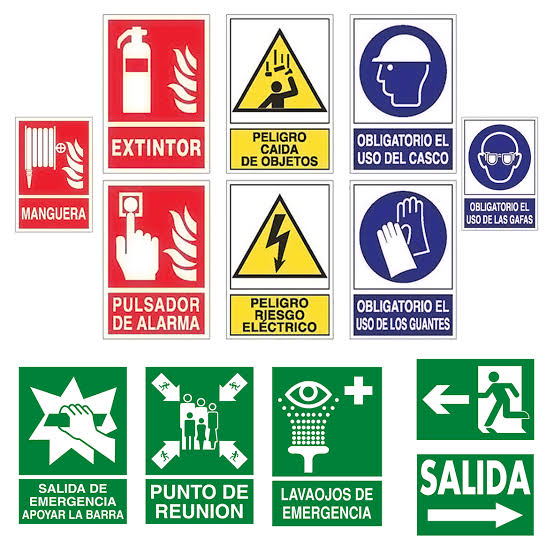 EXTINTOR
PELIGRO
CAIDA
DE OBJETOS
OBLIGATORIO EL
USO DEL CASCO
MANGUERA
OBLIGATORIO EL
USO DE LAS GAFAS
PULSADOR
DE ALARMA
PELIGRO
RIESGO
ELÉCTRICO
OBLIGATORIO EL
USO DE LOS GUANTES
SALIDA DE
EMERGENCIA
APOYAR LA BARRA
PUNTO DE
REUNION
LAVAOJOS DE
EMERGENCIA
SALIDA